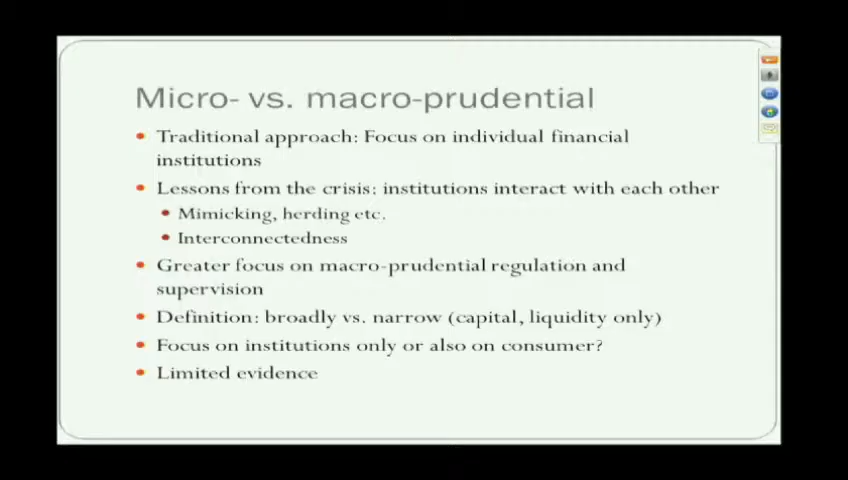 Micro- vs. macro-prudential
Traditional approach: Focus on individual financial
institutions
Lessons from the crisis: institutions interact with each other
Mimicking, herding etc.
Interconnectedness
Greater focus on macro-prudential regulation and
supervision
Definition: broadly vs. narrow (capital, liquidity only)
Focus on institutions only or also on consumer?
Limited evidence